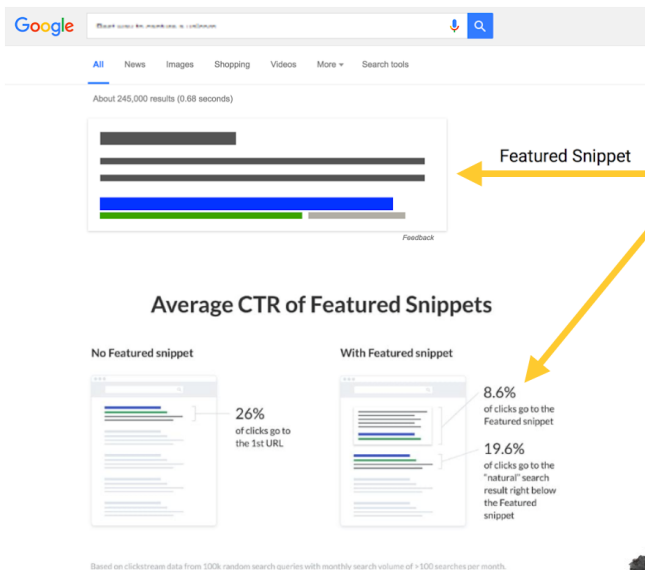 Google
All News Images Shopping Videos More Search tools
About 245,000 results (0.68 seconds)
Featured Snippet
Feedback
Average CTR of Featured Snippets
No Featured snippet
With Featured snippet
26%
of clicks go to
the 1st URL
8.6%
of clicks go to the
Featured snippet
19.6%
of clicks go to the
"natural" search
result right below
the Featured
snippet
Based on clickstream data from 100k random search queries with monthly search volume of >100 searches per month.